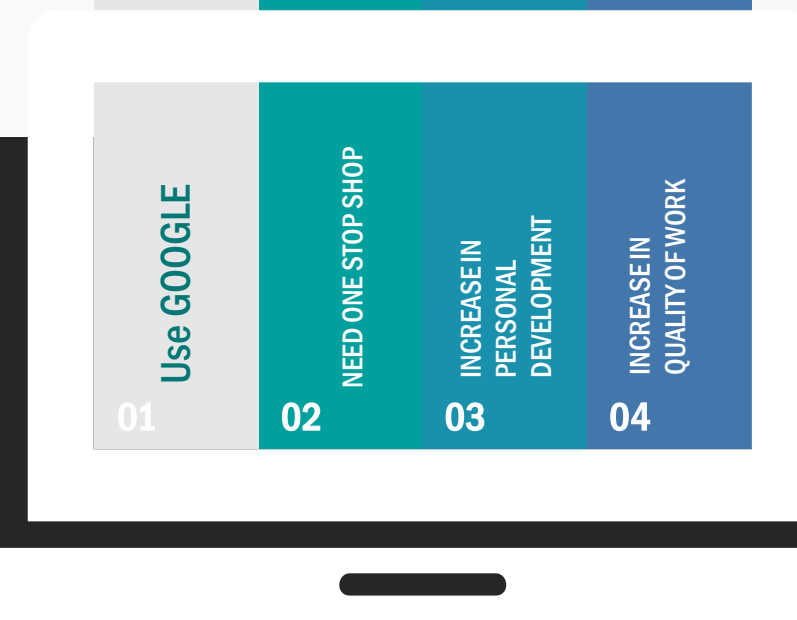 Use GOOGLE
01
NEED ONE STOP SHOP
02
INCREASE IN
PERSONAL
DEVELOPMENT
03
INCREASE IN
QUALITY OF WORK
04